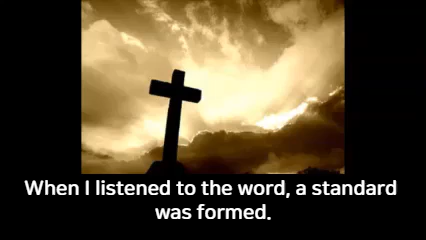 When I listened to the word, a standard
was formed.